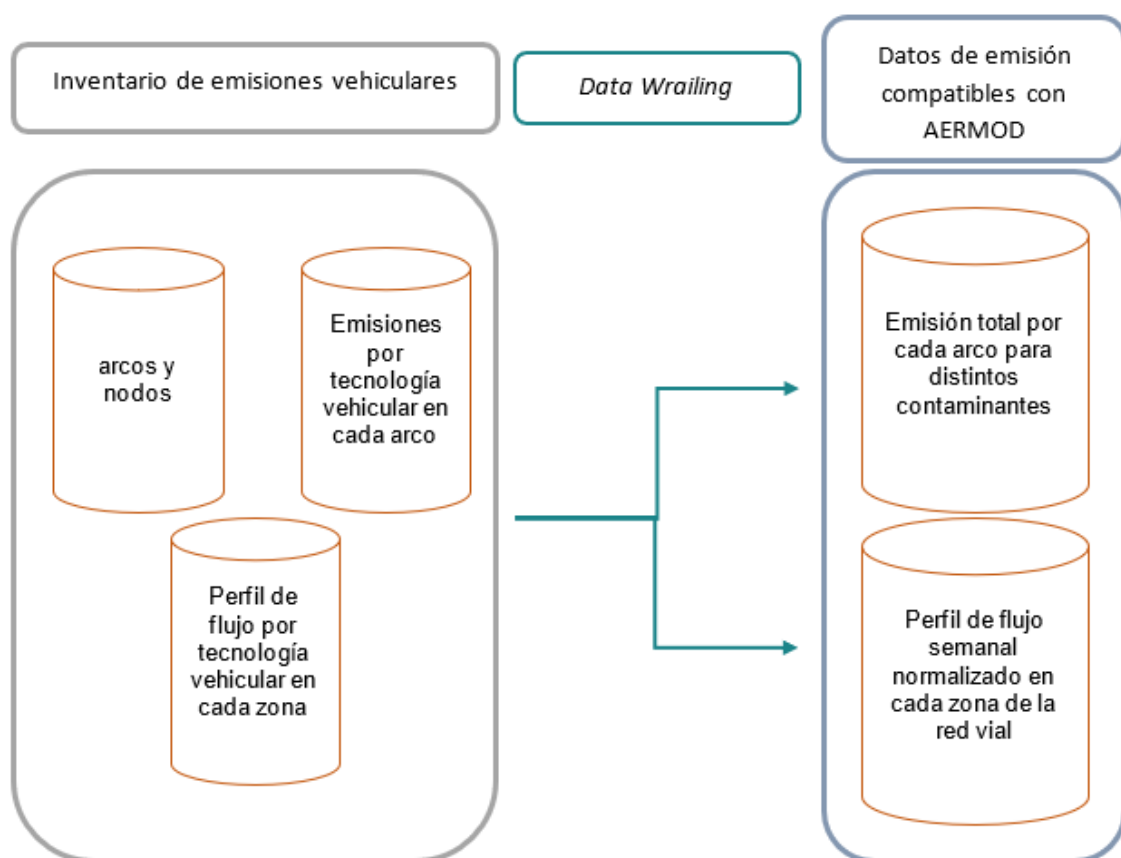 Inventario de emisiones vehiculares
Data Wrailing
Datos de emisión
compatibles con
AERMOD
arcos y
nodos
Emisiones
por
tecnología
vehicular en
cada arco
Perfil de
flujo por
tecnología
vehicular en
cada zona
Emisión total por
cada arco para
distintos
contaminantes
Perfil de flujo
semanal
normalizado en
cada zona de la
red vial